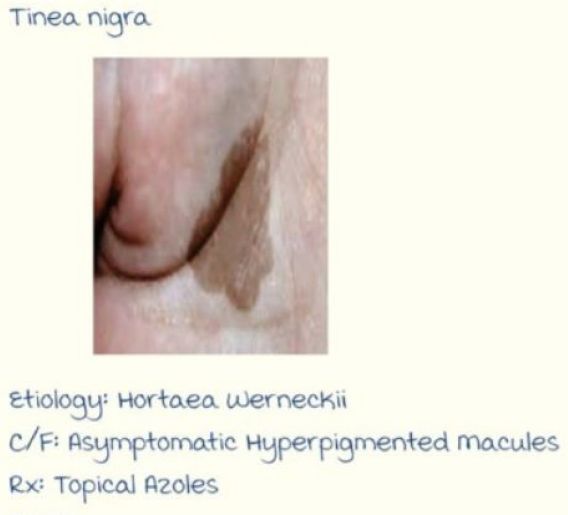 Tinea nigra
Etiology: Hortaea Werneckii
C/F: Asymptomatic Hyperpigmented macules
Rx: Topical Azoles